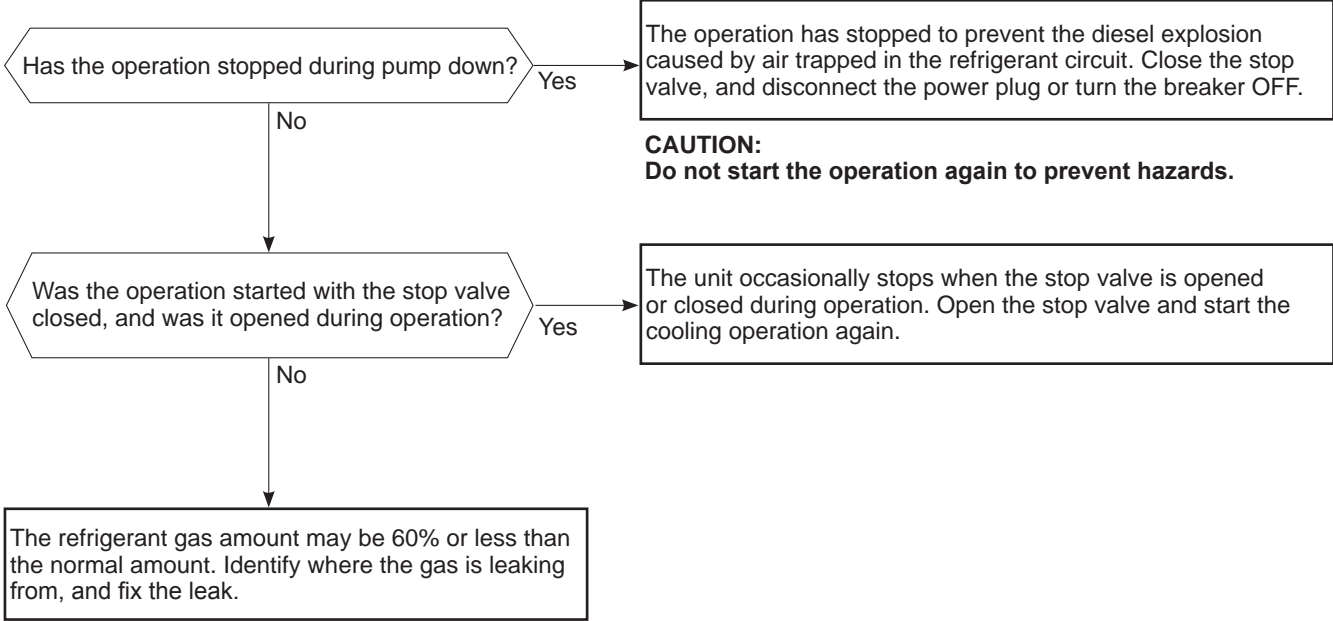 Has the operation stopped during pump down?
Yes
The operation has stopped to prevent the diesel explosion
caused by air trapped in the refrigerant circuit. Close the stop
valve, and disconnect the power plug or turn the breaker OFF.
No
CAUTION:
Do not start the operation again to prevent hazards.
Was the operation started with the stop valve
closed, and was it opened during operation?
Yes
The unit occasionally stops when the stop valve is opened
or closed during operation. Open the stop valve and start the
cooling operation again.
No
The refrigerant gas amount may be 60% or less than
the normal amount. Identify where the gas is leaking
from, and fix the leak.